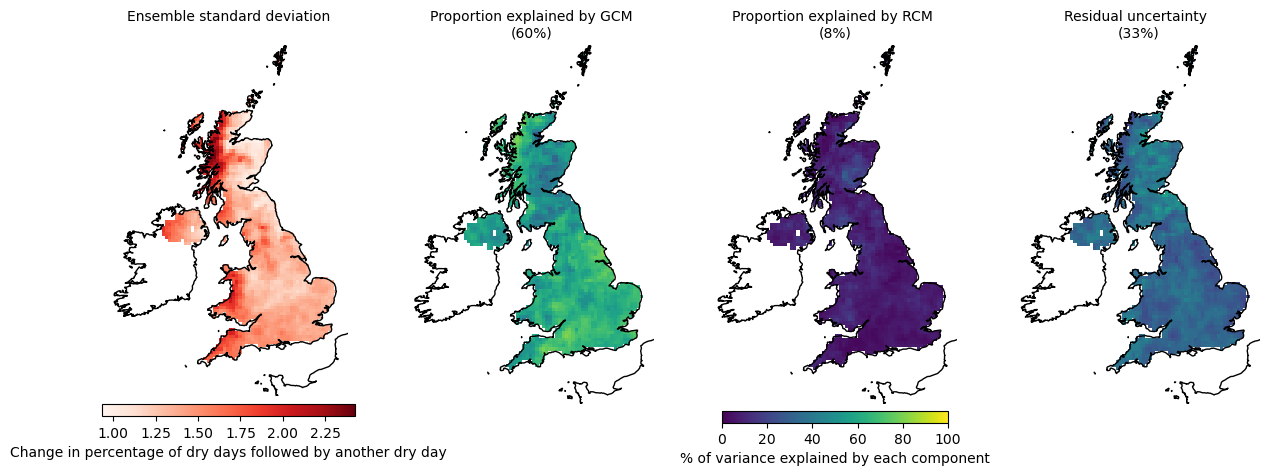 Ensemble standard deviation
Proportion explained by GCM
(60%)
Proportion explained by RCM
(8%)
Residual uncertainty
(33%)
1.00 1.25 1.50 1.75 2.00 2.25
Change in percentage of dry days followed by another dry day
0 20 40 60 80 100
% of variance explained by each component